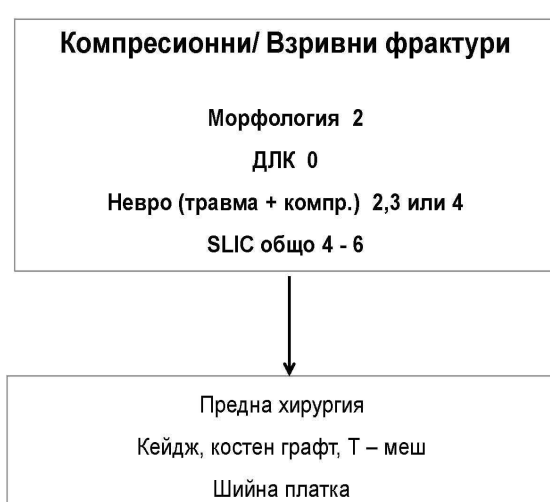 Компресионни/ Взривни фрактури
Морфология 2
ДЛК 0
Невро (травма + компр.) 2,3 или 4
SLIC общо 4 - 6
Предна хирургия
Кейдж, костен графт, Т – меш
Шийна платка